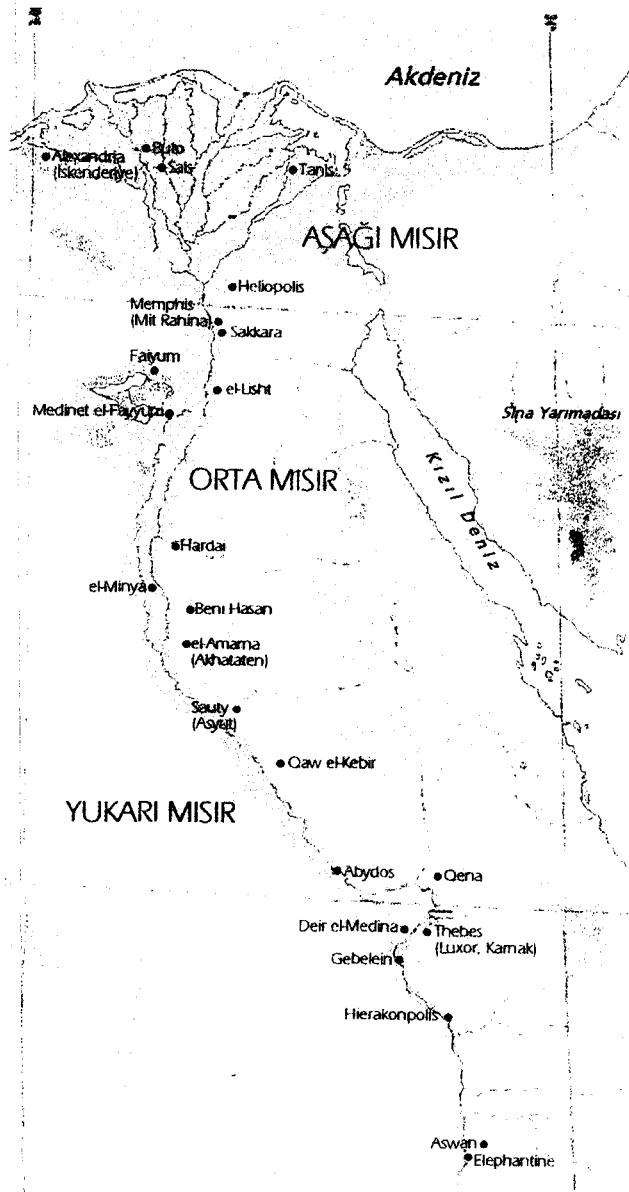 Akdeniz
Buto
Alexandria
(İskenderiye)
Sais
Tanis
AŞAĞI MISIR
Heliopolis
Memphis
(Mit Rahina)
Sakkara
Faiyum
el-Lisht
Medinet el-Fayyum
Sina Yarımadası
Kızıl Deniz
ORTA MISIR
Hardai
el-Minya
Beni Hasan
el-Amarna
(Akhataten)
Sauty
(Asyut)
Qaw el-Kebir
YUKARI MISIR
Abydos
Qena
Deir el-Medina
Thebes
(Luxor, Karnak)
Gebelein
Hierakonpolis
Aswan
Elephantine